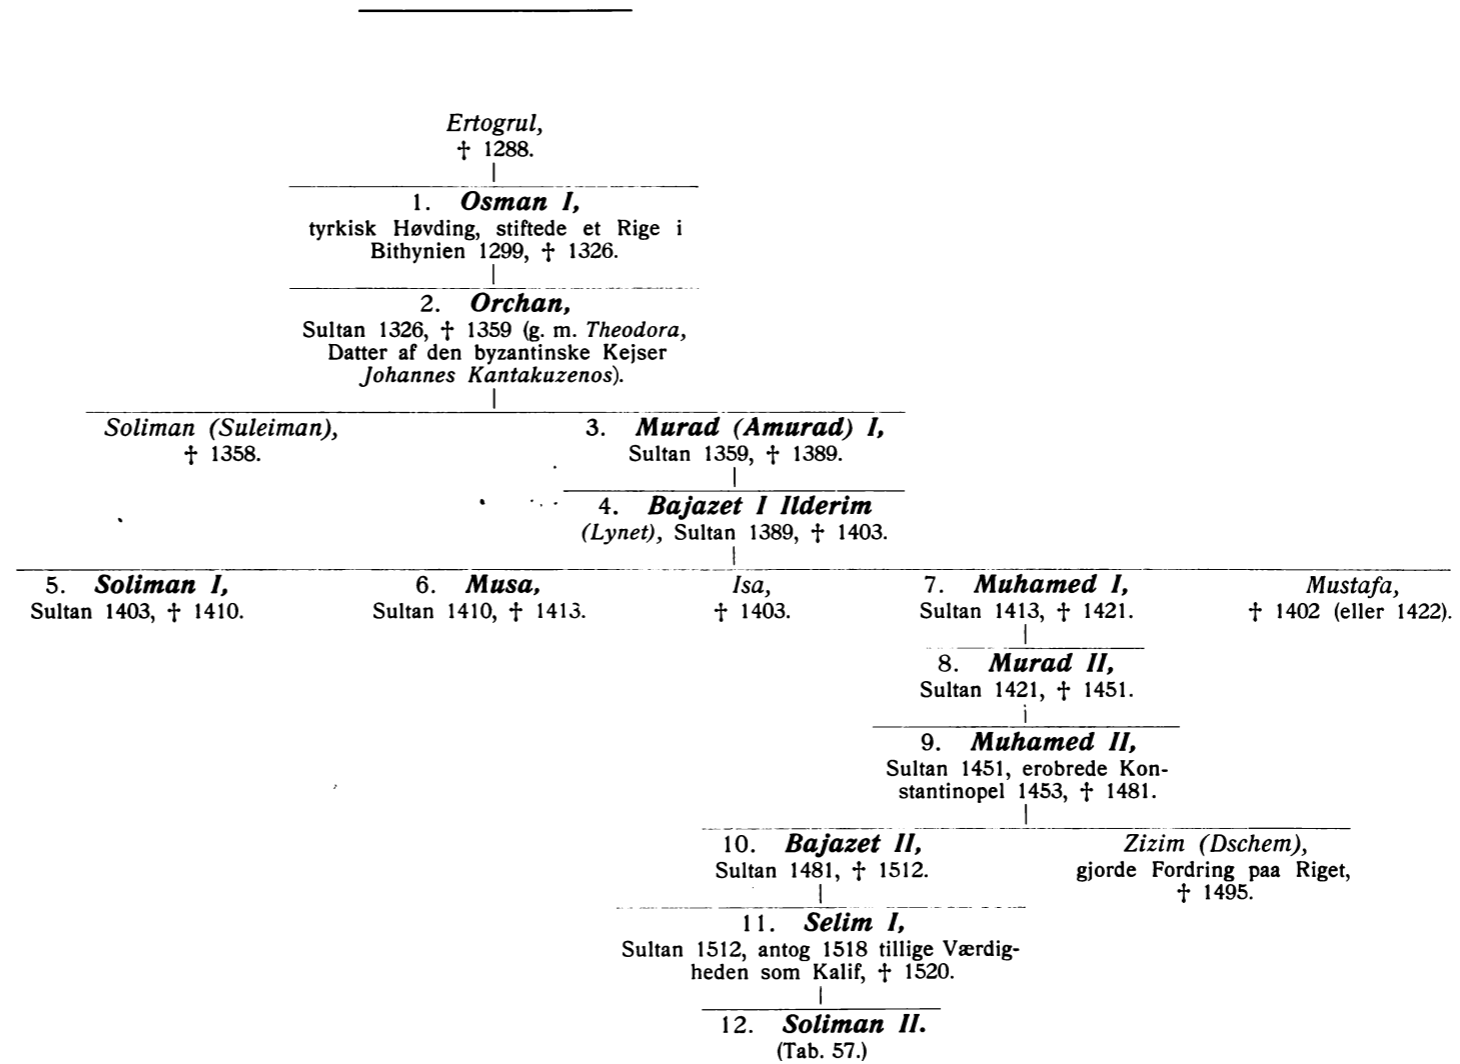 Ertogrul,
† 1288.
1. Osman I,
tyrkisk Høvding, stiftede et Rige i
Bithynien 1299, † 1326.
2. Orchan,
Sultan 1326, † 1359 (g. m. Theodora,
Datter af den byzantinske Kejser
Johannes Kantakuzenos).
Soliman (Suleiman),
† 1358.
3. Murad (Amurad) I,
Sultan 1359, † 1389.
4. Bajazet I Ilderim
(Lynet), Sultan 1389, † 1403.
5. Soliman I,
Sultan 1403, † 1410.
6. Musa,
Sultan 1410, † 1413.
Isa,
† 1403.
7. Muhamed I,
Sultan 1413, † 1421.
Mustafa,
† 1402 (eller 1422).
8. Murad II,
Sultan 1421, † 1451.
9. Muhamed II,
Sultan 1451, erobrede Kon-
stantinopel 1453, † 1481.
10. Bajazet II,
Sultan 1481, † 1512.
Zizim (Dschem),
gjorde Fordring paa Riget,
† 1495.
11. Selim I,
Sultan 1512, antog 1518 tillige Værdig-
heden som Kalif, † 1520.
12. Soliman II.
(Tab. 57.)